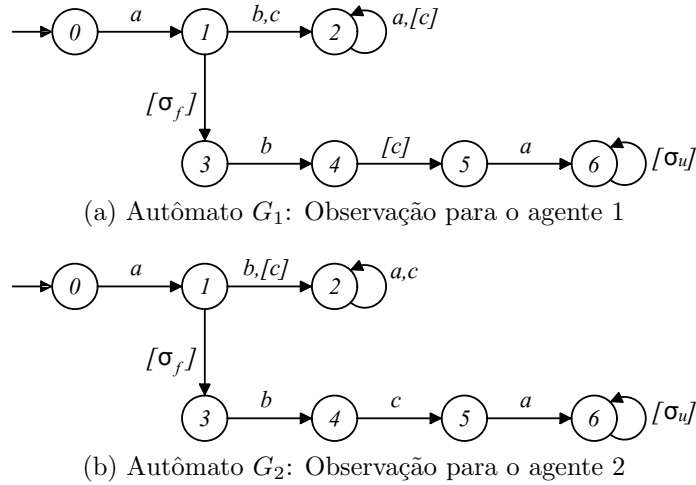 a
b,c
a,[c]
0
1
2
[σf]
b
[c]
a
[σu]
3
4
5
6
(a) Autômato G1: Observação para o agente 1
a
b,[c]
a,c
0
1
2
[σf]
b
c
a
[σu]
3
4
5
6
(b) Autômato G2: Observação para o agente 2